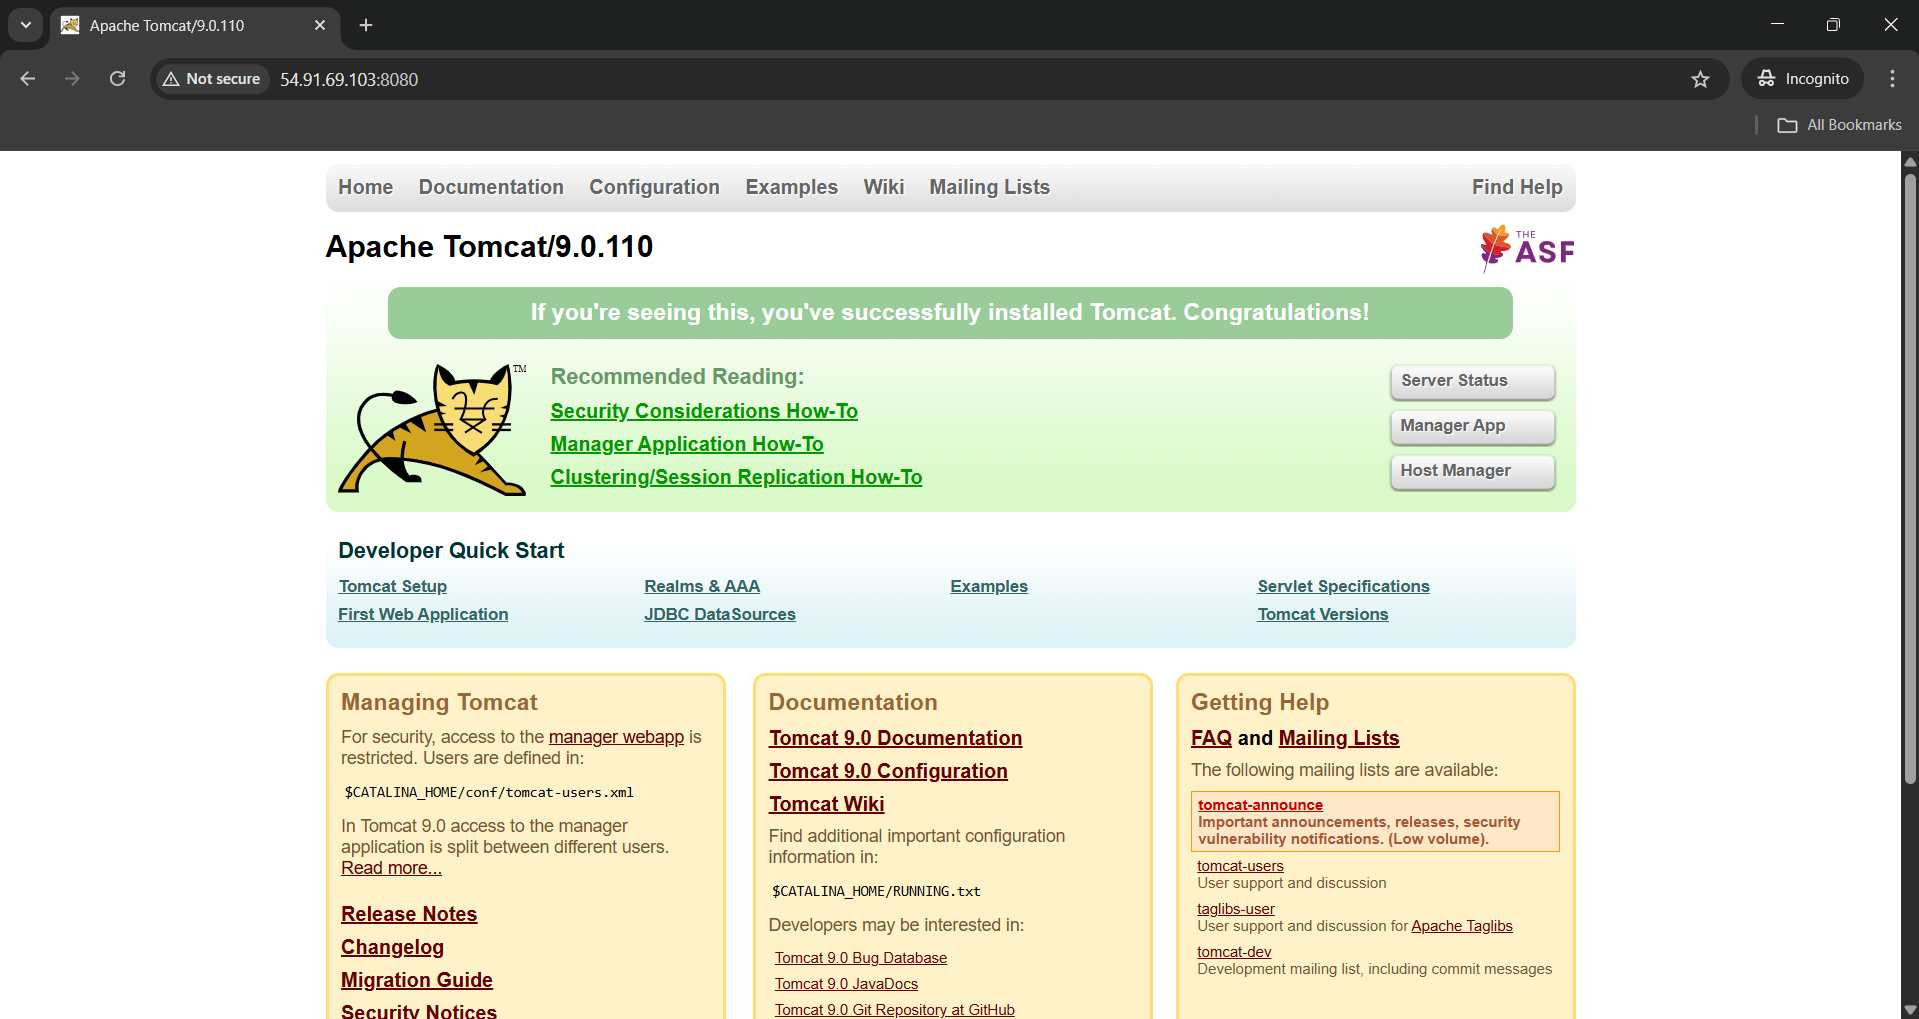 Apache Tomcat/9.0.110
Not secure
54.91.69.103:8080
Incognito
All Bookmarks
Home
Documentation
Configuration
Examples
Wiki
Mailing Lists
Find Help
Apache Tomcat/9.0.110
THE
ASF
If you're seeing this, you've successfully installed Tomcat. Congratulations!
TM
Recommended Reading:
Security Considerations How-To
Manager Application How-To
Clustering/Session Replication How-To
Server Status
Manager App
Host Manager
Developer Quick Start
Tomcat Setup
First Web Application
Realms & AAA
JDBC DataSources
Examples
Servlet Specifications
Tomcat Versions
Managing Tomcat
For security, access to the manager webapp is
restricted. Users are defined in:
$CATALINA_HOME/conf/tomcat-users.xml
In Tomcat 9.0 access to the manager
application is split between different users.
Read more...
Release Notes
Changelog
Migration Guide
Security Notices
Documentation
Tomcat 9.0 Documentation
Tomcat 9.0 Configuration
Tomcat Wiki
Find additional important configuration
information in:
$CATALINA_HOME/RUNNING.txt
Developers may be interested in:
Tomcat 9.0 Bug Database
Tomcat 9.0 JavaDocs
Tomcat 9.0 Git Repository at GitHub
Getting Help
FAQ and Mailing Lists
The following mailing lists are available:
tomcat-announce
Important announcements, releases, security
vulnerability notifications. (Low volume).
tomcat-users
User support and discussion
taglibs-user
User support and discussion for Apache Taglibs
tomcat-dev
Development mailing list, including commit messages